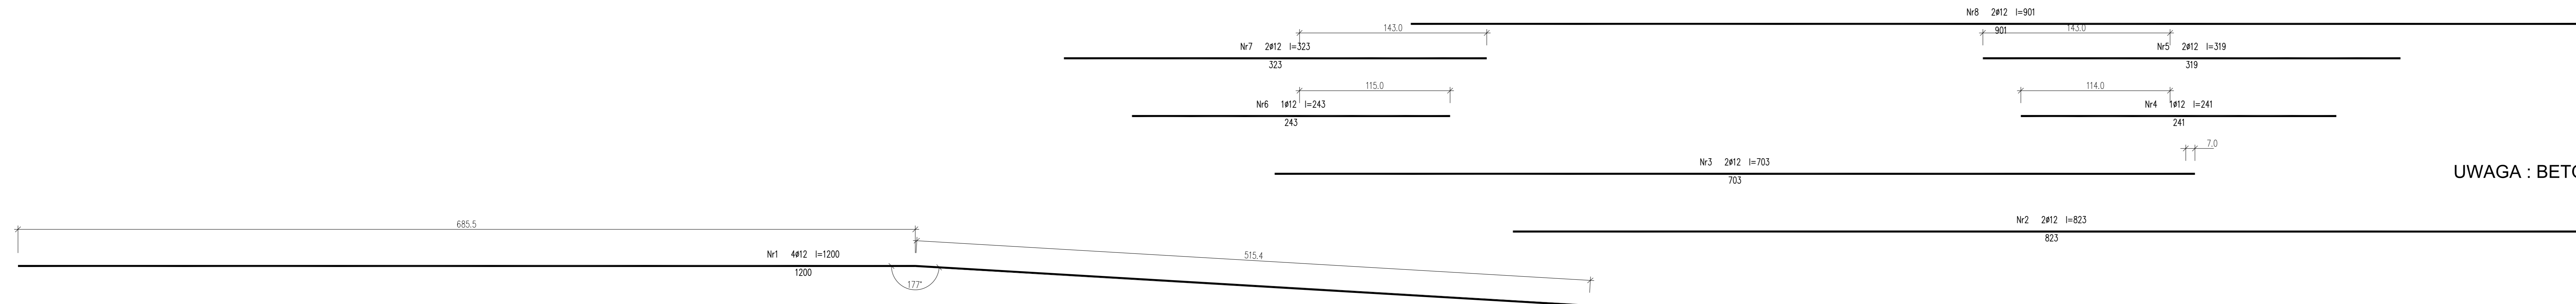 Nr8 2ø12 l=901
901
143.0
143.0
Nr7 2ø12 l=323
323
Nr5 2ø12 l=319
319
115.0
114.0
Nr6 1ø12 l=243
243
Nr4 1ø12 l=241
241
7.0
Nr3 2ø12 l=703
703
UWAGA :
Nr2 2ø12 l=823
823
685.5
515.4
Nr1 4ø12 l=1200
1200
177°